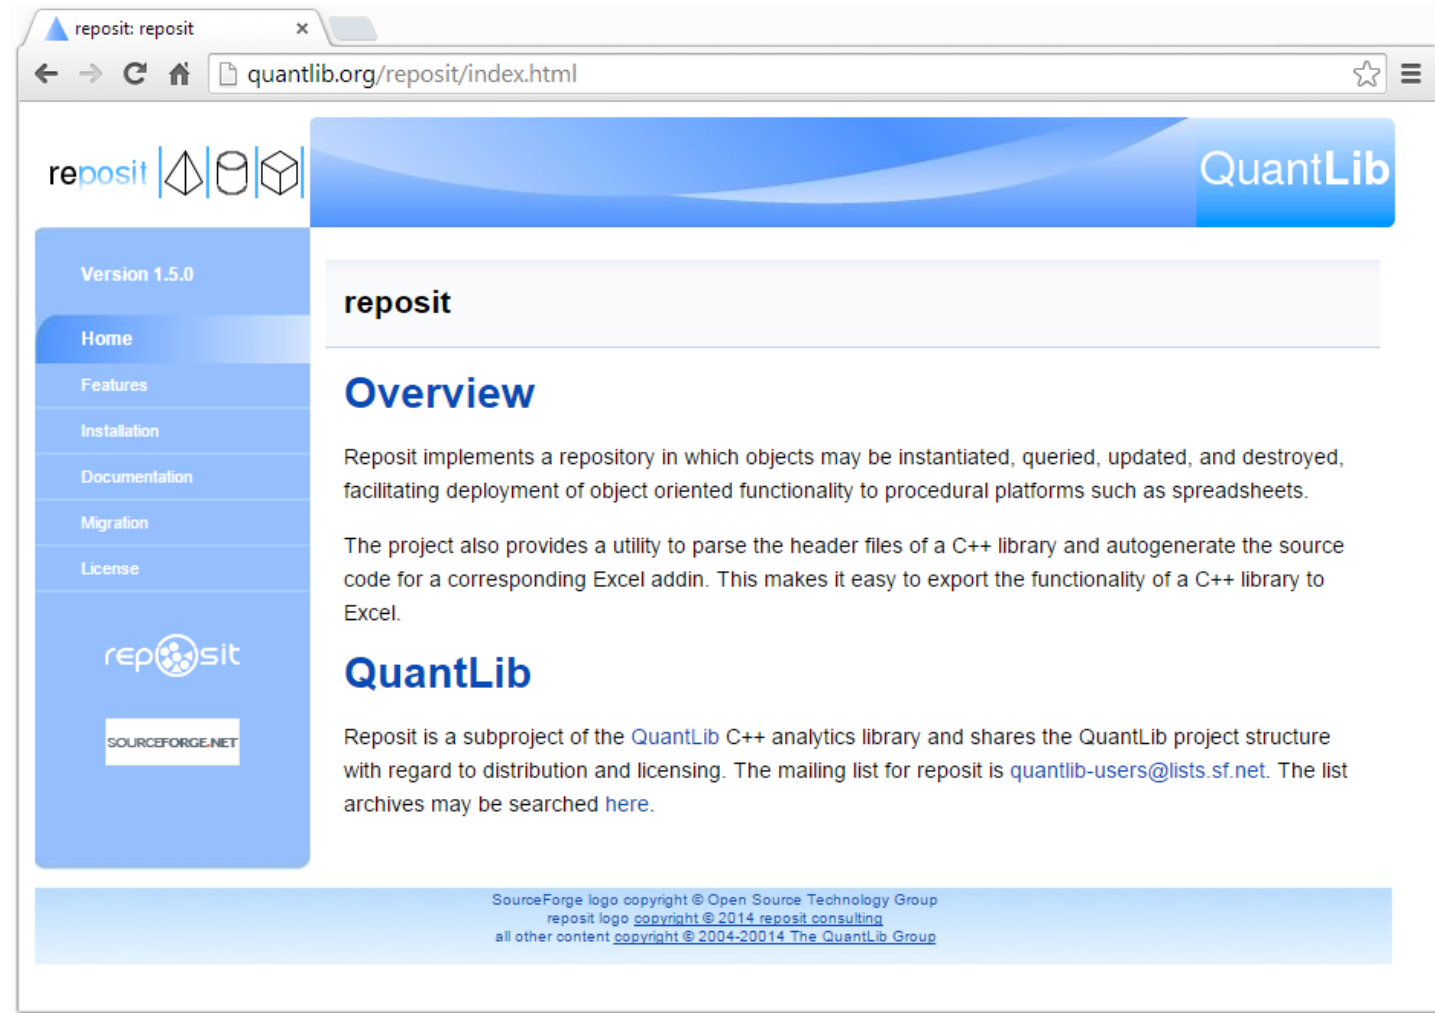 reposit: reposit
quantlib.org/reposit/index.html
reposit
QuantLib
Version 1.5.0
Home
Features
Installation
Documentation
Migration
License
reposit
SOURCEFORGE.NET
reposit
Overview
Reposit implements a repository in which objects may be instantiated, queried, updated, and destroyed,
facilitating deployment of object oriented functionality to procedural platforms such as spreadsheets.
The project also provides a utility to parse the header files of a C++ library and autogenerate the source
code for a corresponding Excel addin. This makes it easy to export the functionality of a C++ library to
Excel.
QuantLib
Reposit is a subproject of the QuantLib C++ analytics library and shares the QuantLib project structure
with regard to distribution and licensing. The mailing list for reposit is quantlib-users@lists.sf.net. The list
archives may be searched here.
SourceForge logo copyright © Open Source Technology Group
reposit logo copyright © 2014 reposit consulting
all other content copyright © 2004-20014 The QuantLib Group